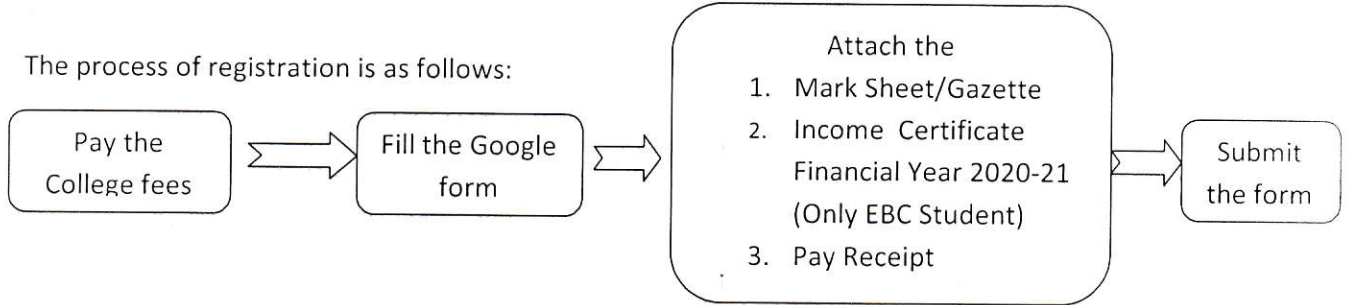 The process of registration is as follows:
Pay the
College fees
Fill the Google
form
Attach the
1. Mark Sheet/Gazette
2. Income Certificate
Financial Year 2020-21
(Only EBC Student)
3. Pay Receipt
Submit
the form